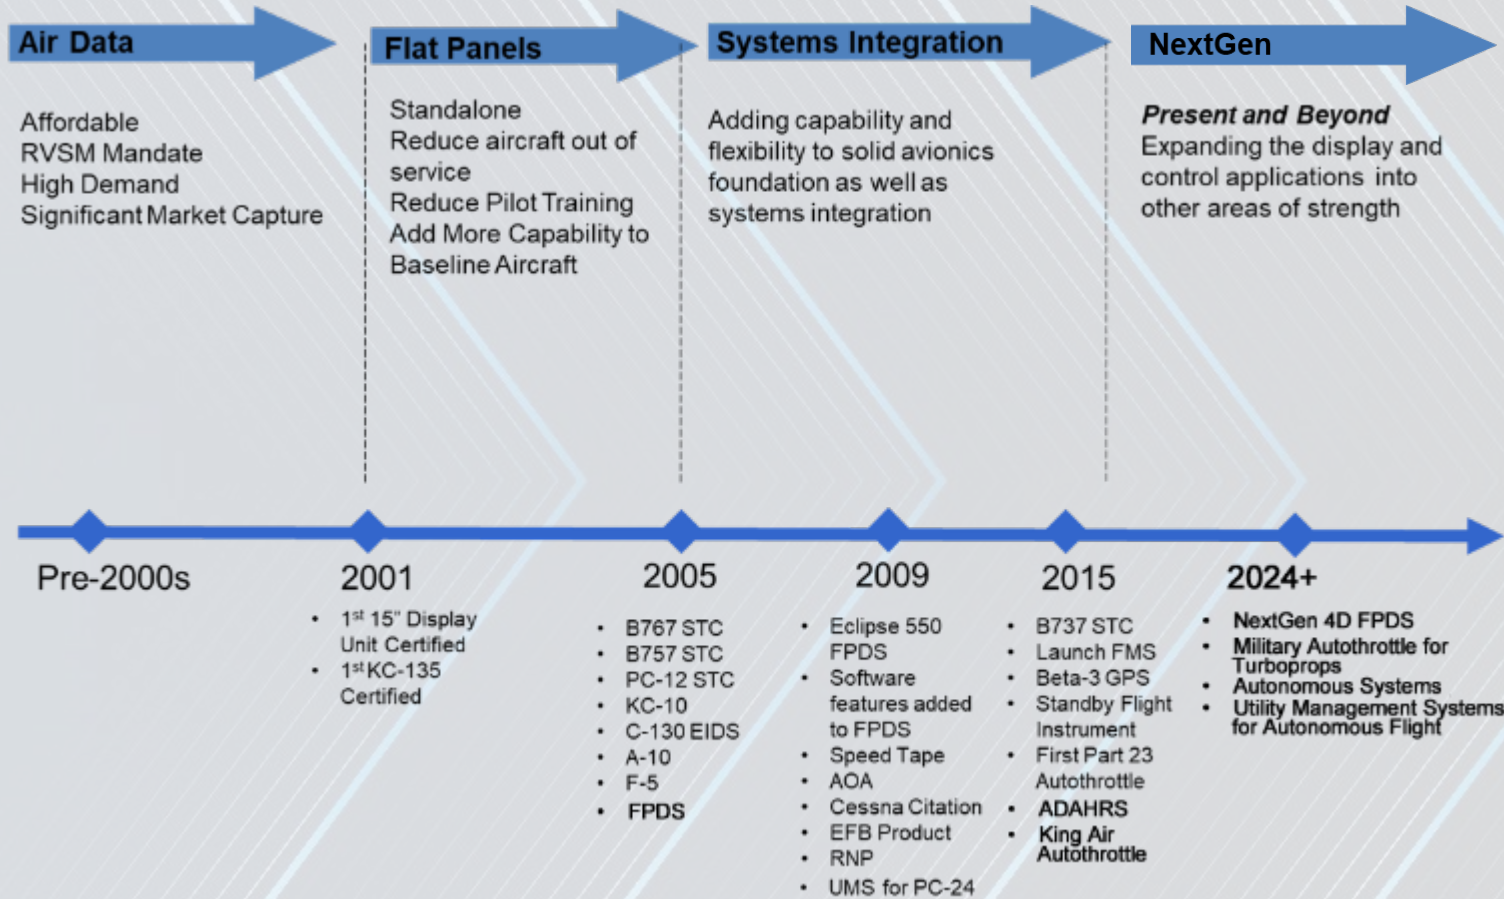 Air Data
Flat Panels
Systems Integration
NextGen
Affordable
RVSM Mandate
High Demand
Significant Market Capture
Standalone
Reduce aircraft out of
service
Reduce Pilot Training
Add More Capability to
Baseline Aircraft
Adding capability and
flexibility to solid avionics
foundation as well as
systems integration
Present and Beyond
Expanding the display and
control applications into
other areas of strength
Pre-2000s
2001
• 1st 15" Display
Unit Certified
• 1st KC-135
Certified
2005
• B767 STC
• B757 STC
• PC-12 STC
• KC-10
• C-130 EIDS
• A-10
• F-5
• FPDS
2009
• Eclipse 550
FPDS
• Software
features added
to FPDS
• Speed Tape
• AOA
• Cessna Citation
• EFB Product
• RNP
• UMS for PC-24
2015
• B737 STC
• Launch FMS
• Beta-3 GPS
• Standby Flight
Instrument
• First Part 23
Autothrottle
• ADAHRS
• King Air
Autothrottle
2024+
• NextGen 4D FPDS
• Military Autothrottle for
Turboprops
• Autonomous Systems
• Utility Management Systems
for Autonomous Flight